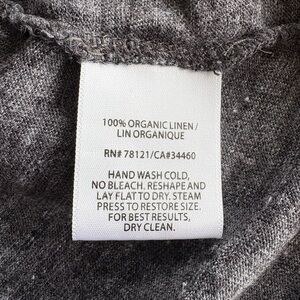 100% ORGANIC LINEN /
LIN ORGANIQUE
RN# 78121/CA#34460
HAND WASH COLD,
NO BLEACH. RESHAPE AND
LAY FLAT TO DRY. STEAM
PRESS TO RESTORE SIZE.
FOR BEST RESULTS,
DRY CLEAN.